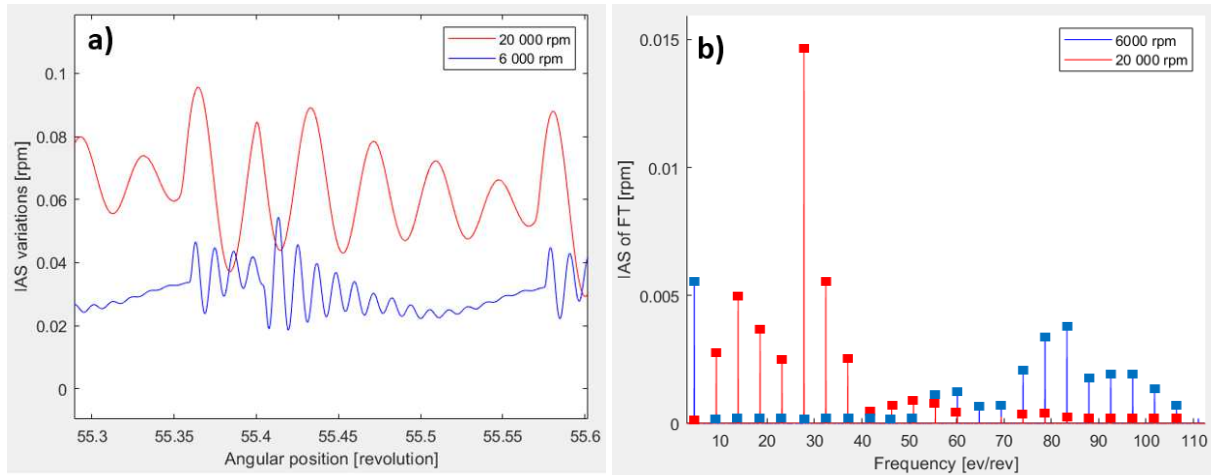 a)
20 000 rpm
6 000 rpm
IAS variations [rpm]
0.1
0.08
0.06
0.04
0.02
0
55.3
55.35
55.4
55.45
55.5
55.55
55.6
Angular position [revolution]
b)
6000 rpm
20 000 rpm
IAS of FT [rpm]
0.015
0.01
0.005
0
10
20
30
40
50
60
70
80
90
100
110
Frequency [ev/rev]